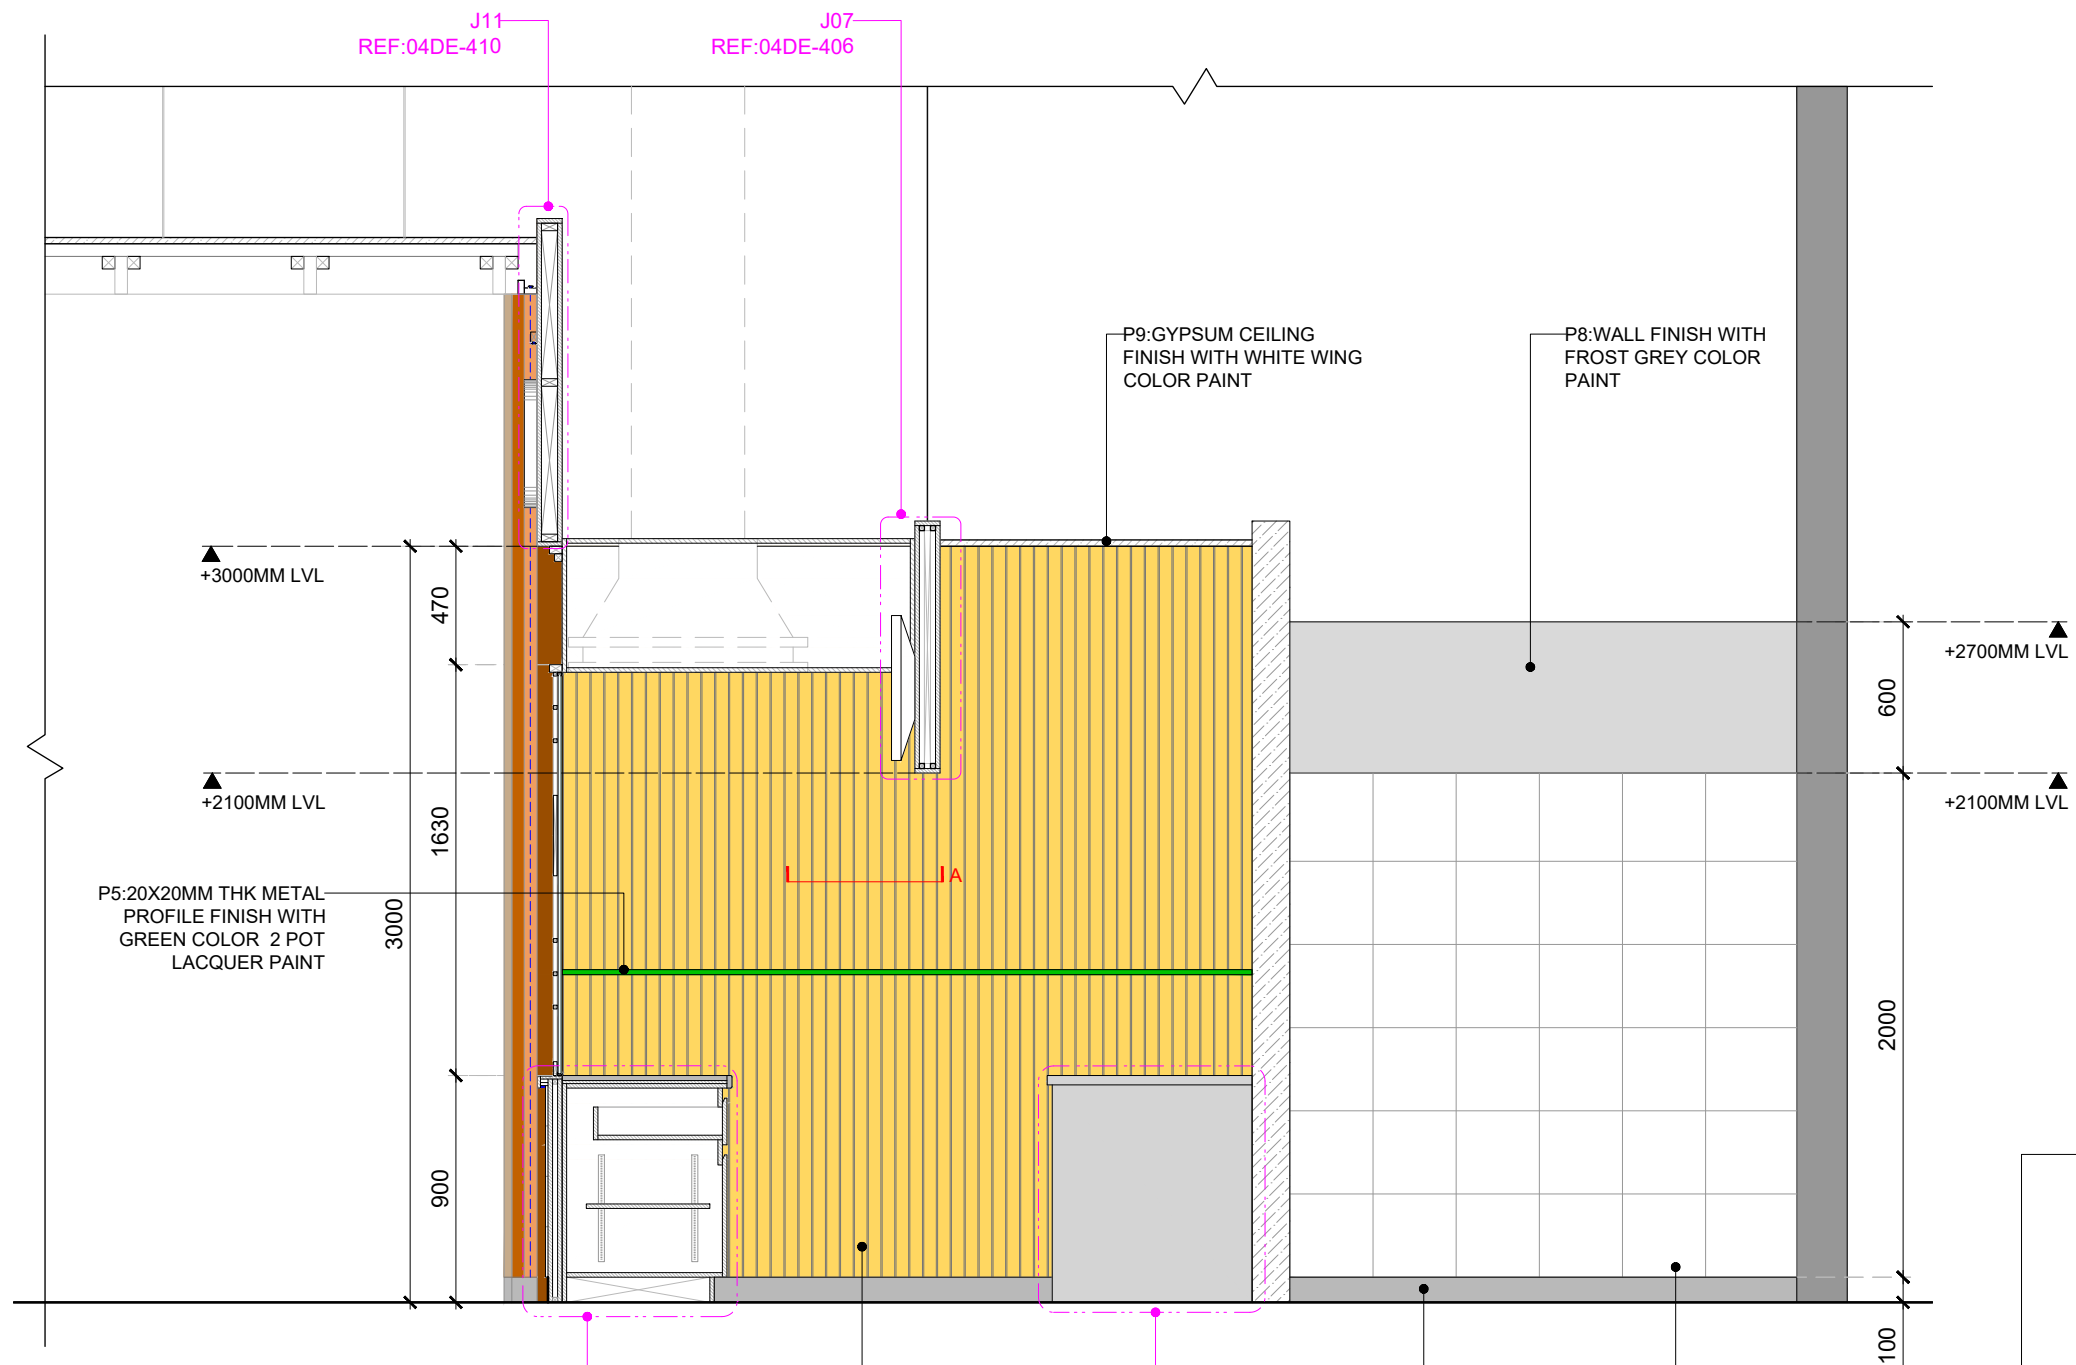 J11
REF:04DE-410
J07
REF:04DE-406
P9:GYPSUM CEILING
FINISH WITH WHITE WING
COLOR PAINT
P8:WALL FINISH WITH
FROST GREY COLOR
PAINT
+3000MM LVL
470
+2700MM LVL
600
+2100MM LVL
+2100MM LVL
1630
A
P5:20X20MM THK METAL
PROFILE FINISH WITH
GREEN COLOR 2 POT
LACQUER PAINT
3000
2000
900
100